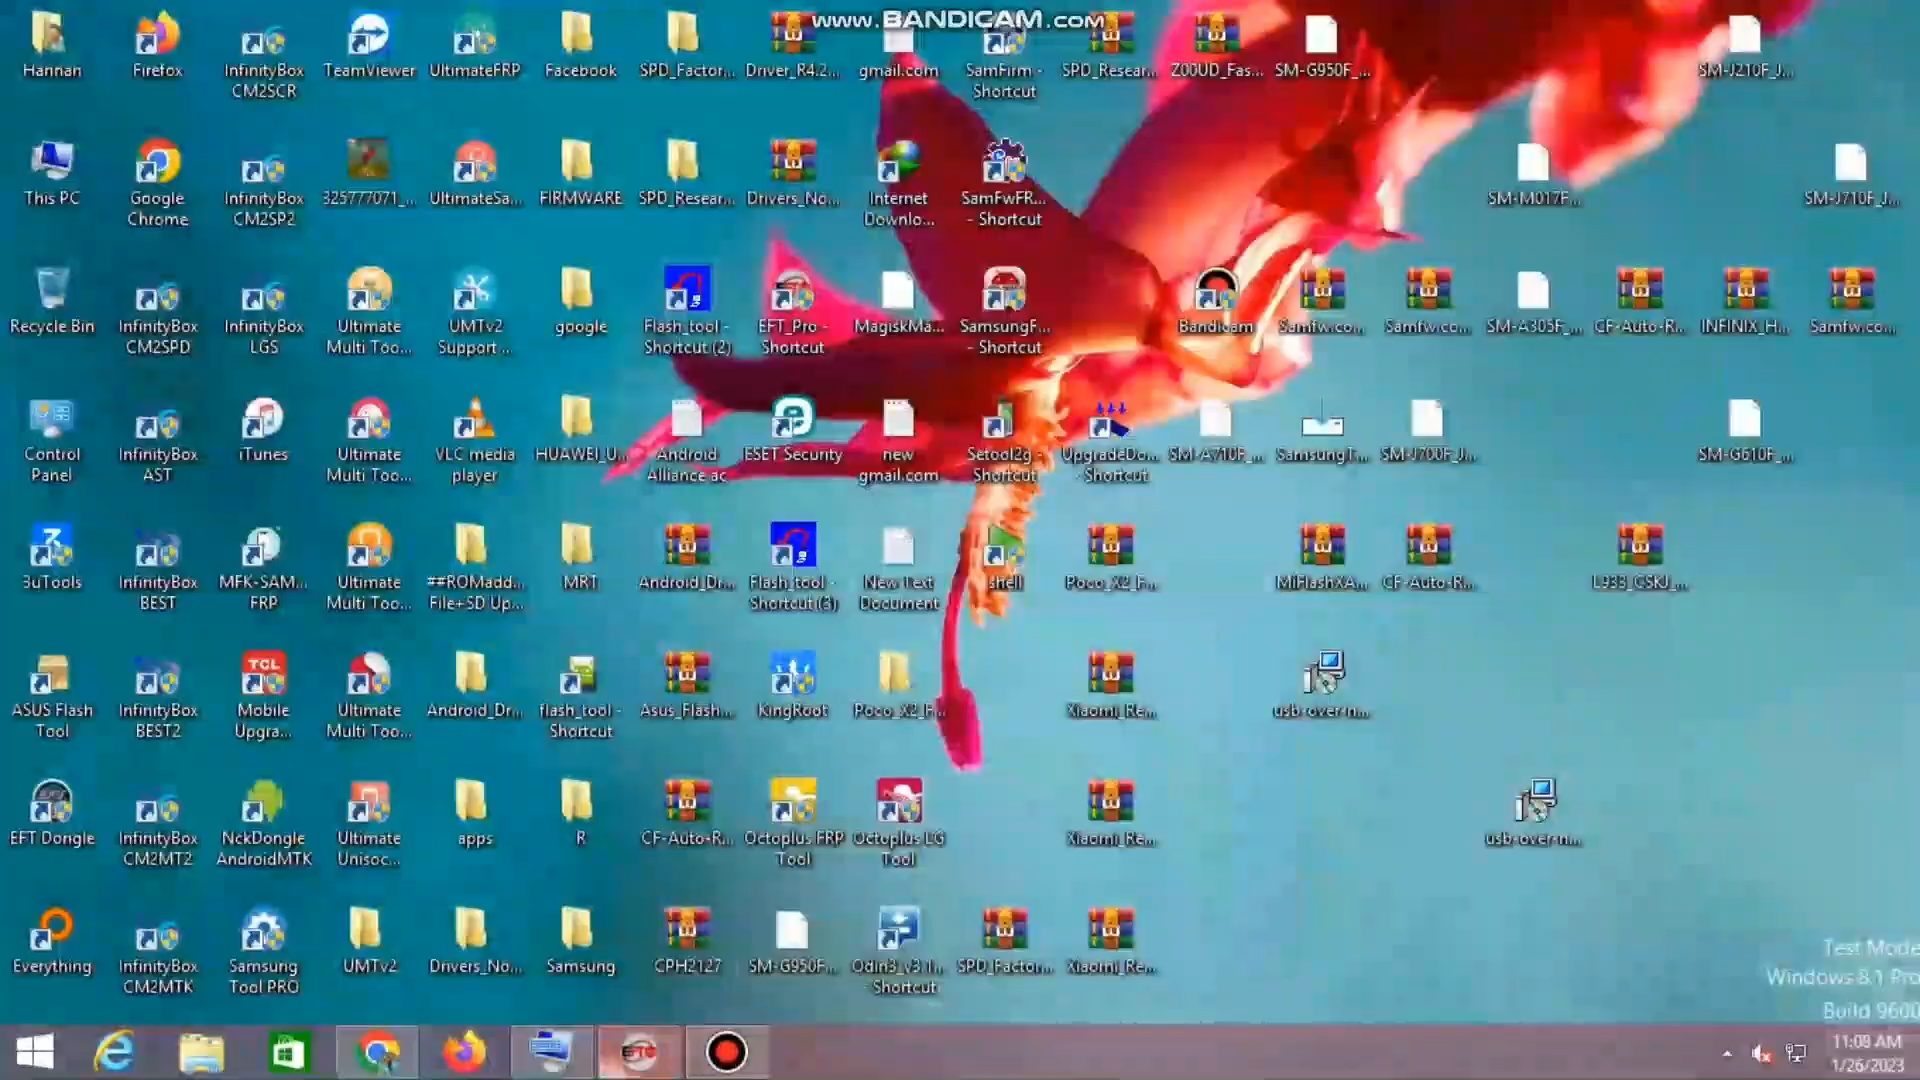 www.BANDICAM.com
Hannan
Firefox
InfinityBox
CM2SCR
TeamViewer
UltimateFRP
Facebook
SPD_Factor...
Driver_R4.2...
gmail.com
SamFirm -
Shortcut
SPD_Resear...
Z00UD_Fas...
SM-G950F_...
SM-J210F_J...
This PC
Google
Chrome
InfinityBox
CM2SP2
325777071_...
UltimateSa...
FIRMWARE
SPD_Resear...
Drivers_No...
Internet
Downlo...
SamFwFR...
- Shortcut
SM-M017F...
SM-J710F_J...
Recycle Bin
InfinityBox
CM2SPD
InfinityBox
LGS
Ultimate
Multi Too...
UMTv2
Support ...
google
Flash_tool -
Shortcut (2)
EFT_Pro -
Shortcut
MagiskMa...
SamsungF...
- Shortcut
Bandicam
Samfw.co...
Samfw.co...
SM-A305F_...
CF-Auto-R...
INFINIX_H...
Samfw.co...
Control
Panel
InfinityBox
AST
iTunes
Ultimate
Multi Too...
VLC media
player
HUAWEI_U...
Android
Alliance ac
ESET Security
new
gmail.com
Setool2g -
Shortcut
UpgradeDo...
- Shortcut
SM-A710F_...
SamsungT...
SM-J700F_J...
SM-G610F_...
3uTools
InfinityBox
BEST
MFK-SAM...
FRP
Ultimate
Multi Too...
##ROMadd...
File+SD Up...
MRT
Android_Dr...
Flash_tool -
Shortcut (3)
New Text
Document
shell
Poco_X2_F...
MiFlashXA...
CF-Auto-R...
L933_CSKJ_...
ASUS Flash
Tool
InfinityBox
BEST2
TCL
Mobile
Upgra...
Ultimate
Multi Too...
Android_Dr...
flash_tool -
Shortcut
Asus_Flash...
KingRoot
Poco_X2_F...
Xiaomi_Re...
usb-over-n...
EFT Dongle
InfinityBox
CM2MT2
NckDongle
AndroidMTK
Ultimate
Unisoc...
apps
R
CF-Auto-R...
Octoplus FRP
Tool
Octoplus LG
Tool
Xiaomi_Re...
usb-over-n...
Everything
InfinityBox
CM2MTK
Samsung
Tool PRO
UMTv2
Drivers_No...
Samsung
CPH2127
SM-G950F...
Shortcut
SPD_Factor...
Xiaomi_Re...
Test Mode
Windows 8.1 Pro
Build 9600
11:08 AM
1/26/2023